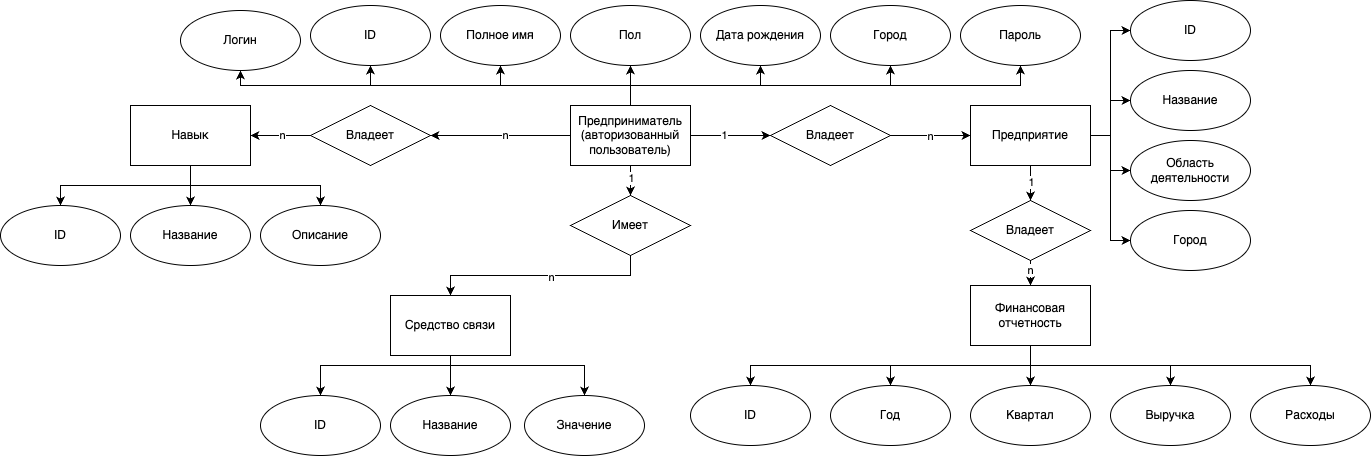 Логин
ID
Полное имя
Пол
Дата рождения
Город
Пароль
ID
Название
Область
деятельности
Город
Навык
n
Владеет
n
Предприниматель
(авторизованный
пользователь)
1
Владеет
n
Предприятие
1
1
Имеет
Владеет
ID
Название
Описание
n
n
Средство связи
Финансовая
отчетность
ID
Название
Значение
ID
Год
Квартал
Выручка
Расходы